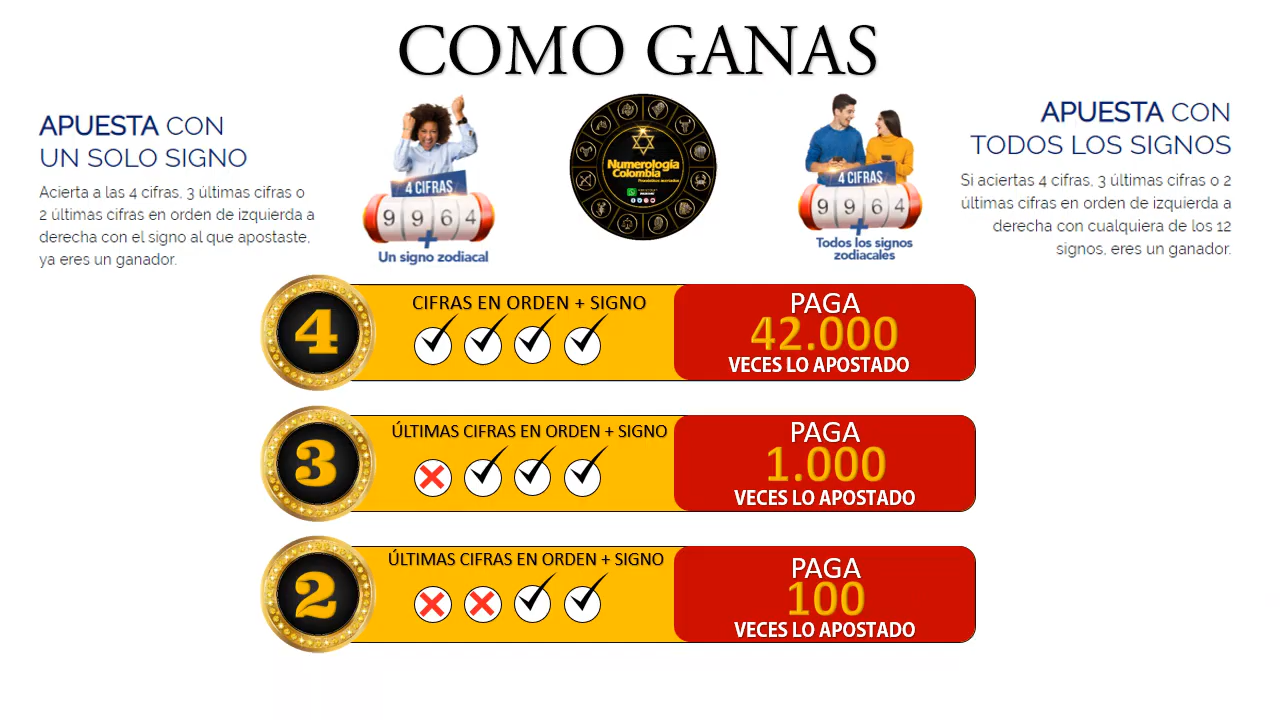 COMO GANAS
APUESTA CON
UN SOLO SIGNO
Acierta a las 4 cifras, 3 últimas cifras o
2 últimas cifras en orden de izquierda a
derecha con el signo al que apostaste,
ya eres un ganador.
4 CIFRAS
9 9 6 4
+
Un signo zodiacal
Numerología
Colombia
4 CIFRAS
9 9 6 4
+
Todos los signos
zodiacales
APUESTA CON
TODOS LOS SIGNOS
Si aciertas 4 cifras, 3 últimas cifras o 2
últimas cifras en orden de izquierda a
derecha con cualquiera de los 12
signos, eres un ganador.
4
CIFRAS EN ORDEN + SIGNO
PAGA
42.000
VECES LO APOSTADO
3
ÚLTIMAS CIFRAS EN ORDEN + SIGNO
PAGA
1.000
VECES LO APOSTADO
2
ÚLTIMAS CIFRAS EN ORDEN + SIGNO
PAGA
100
VECES LO APOSTADO